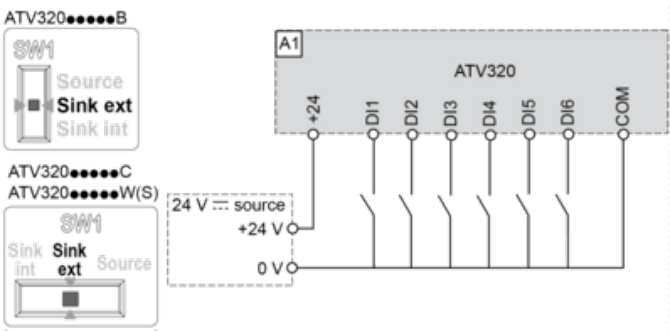 ATV320●●●●●B
SW1
Source
Sink ext
Sink int
ATV320●●●●●C
ATV320●●●●●W(S)
SW1
Sink int
Sink ext
Source
A1
ATV320
+24
DI1
DI2
DI3
DI4
DI5
DI6
COM
24 V ⎓ source
+24 V
0 V